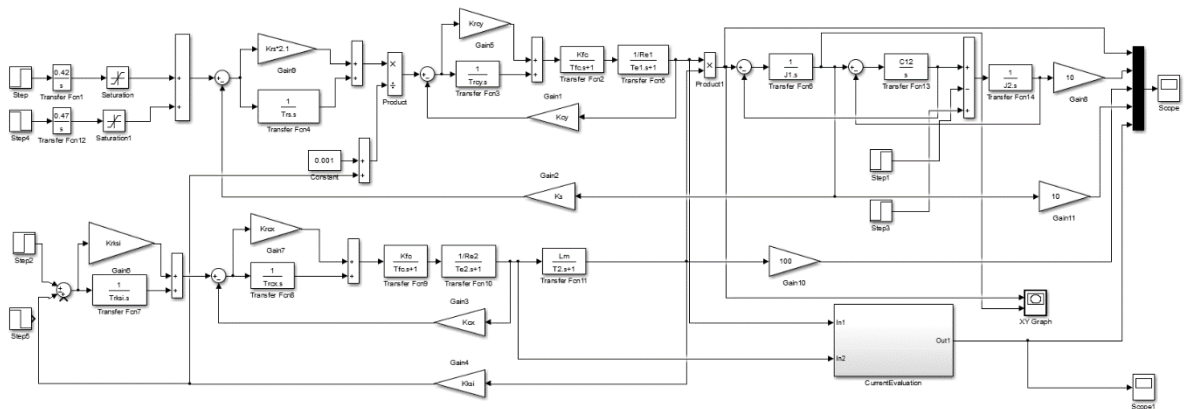 Step
0.42
s
Transfer Fcn1
Saturation
Step4
0.47
s
Transfer Fcn12
Saturation1
Krs*2.1
Gain9
1
Trs.s
Transfer Fcn4
Product
0.001
Constant
Krcy
Gain5
1
Trcy.s
Transfer Fcn3
Gain1
Kcy
Kfc
Tfc.s+1
Transfer Fcn2
1/Re1
Te1.s+1
Transfer Fcn5
Product1
1
J1.s
Transfer Fcn6
C12
s
Transfer Fcn13
1
J2.s
Transfer Fcn14
10
Gain8
Scope
Step1
Step3
Gain2
Ks
10
Gain11
Step2
Step5
Krksi
Gain6
1
Trksi.s
Transfer Fcn7
Krcx
Gain7
1
Trcx.s
Transfer Fcn8
Kfc
Tfc.s+1
Transfer Fcn9
1/Re2
Te2.s+1
Transfer Fcn10
Lm
T2.s+1
Transfer Fcn11
Gain3
Kcx
Gain4
Kksi
100
Gain10
XY Graph
In1
In2
Out1
CurrentEvaluation
Scope1